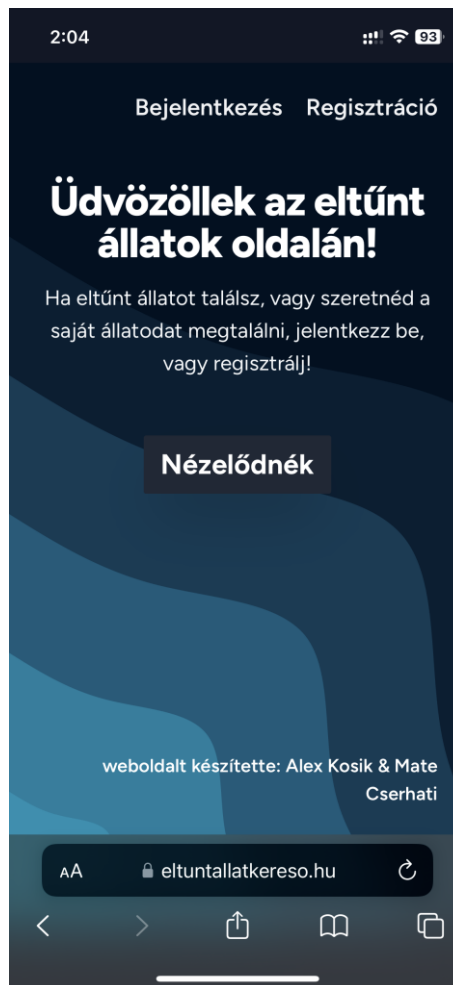 2:04
93
Bejelentkezés Regisztráció
Üdvözöllek az eltűnt
állatok oldalán!
Ha eltűnt állatot találsz, vagy szeretnéd a
saját állatodat megtalálni, jelentkezz be,
vagy regisztrálj!
Nézelődnék
weboldalt készítette: Alex Kosik & Mate
Cserhati
AA eltuntallatkereso.hu